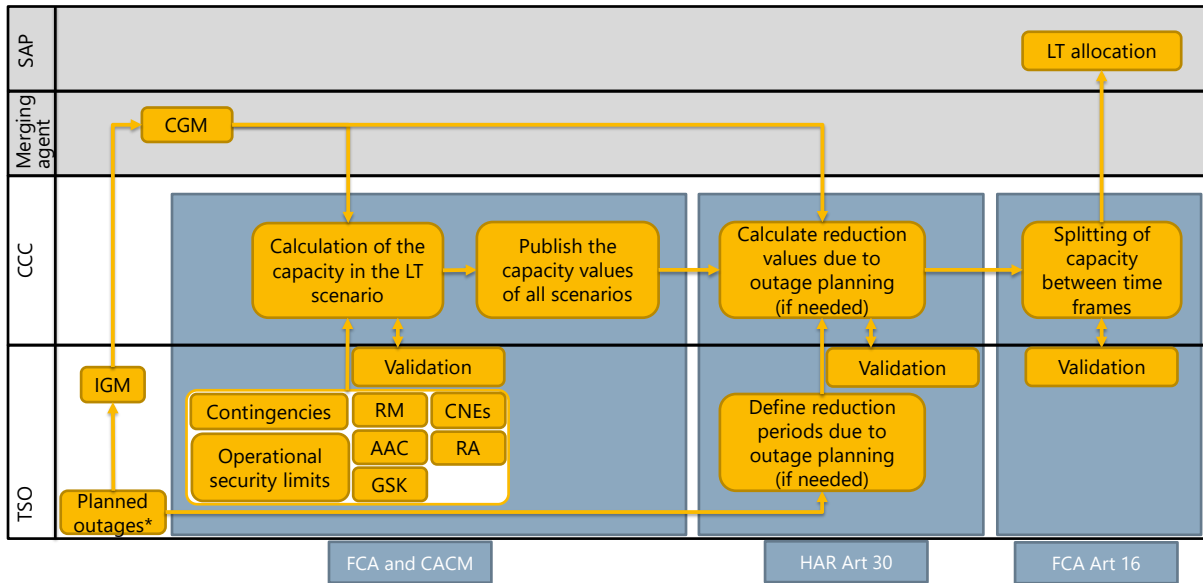 SAP
LT allocation
Merging
agent
CGM
CCC
Calculation of the
capacity in the LT
scenario
Publish the
capacity values
of all scenarios
Calculate reduction
values due to
outage planning
(if needed)
Splitting of
capacity
between time
frames
TSO
IGM
Planned
outages*
Validation
Contingencies
RM
CNEs
Operational
security limits
AAC
RA
GSK
Validation
Define reduction
periods due to
outage planning
(if needed)
Validation
FCA and CACM
HAR Art 30
FCA Art 16